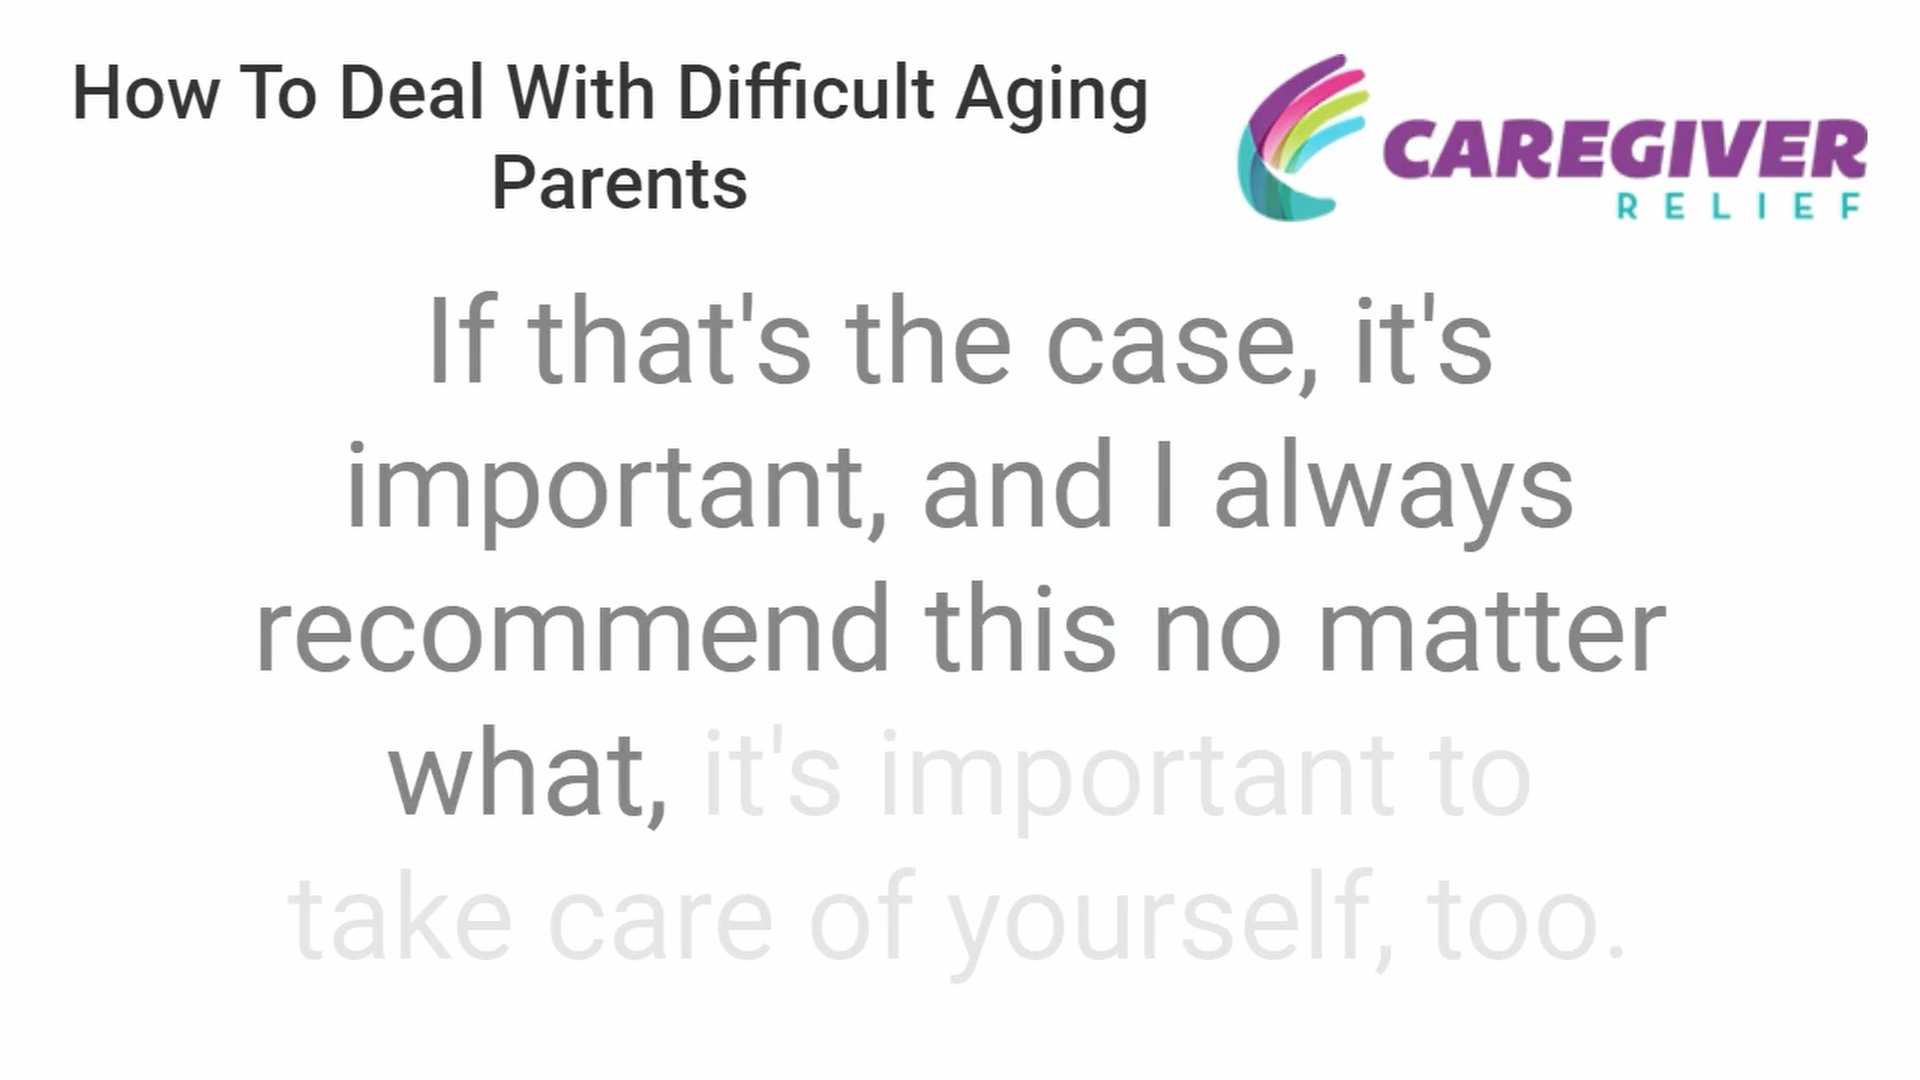 How To Deal With Difficult Aging
Parents
CAREGIVER
RELIEF
If that's the case, it's
important, and I always
recommend this no matter
what, it's important to
take care of yourself, too.